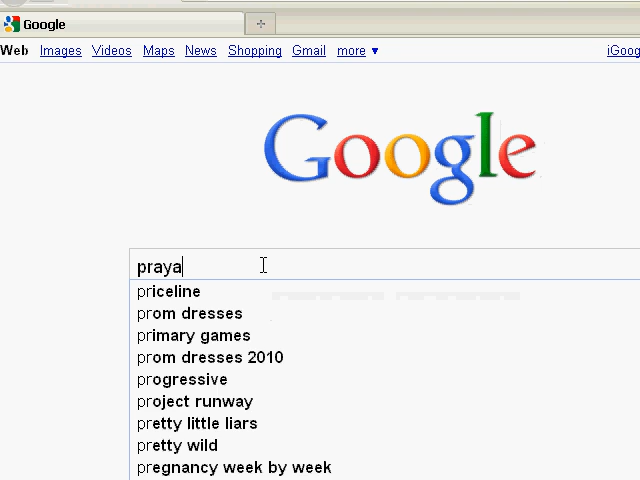 Google
Web Images Videos Maps News Shopping Gmail more ▼ iGoog
Google
praya
priceline
prom dresses
primary games
prom dresses 2010
progressive
project runway
pretty little liars
pretty wild
pregnancy week by week